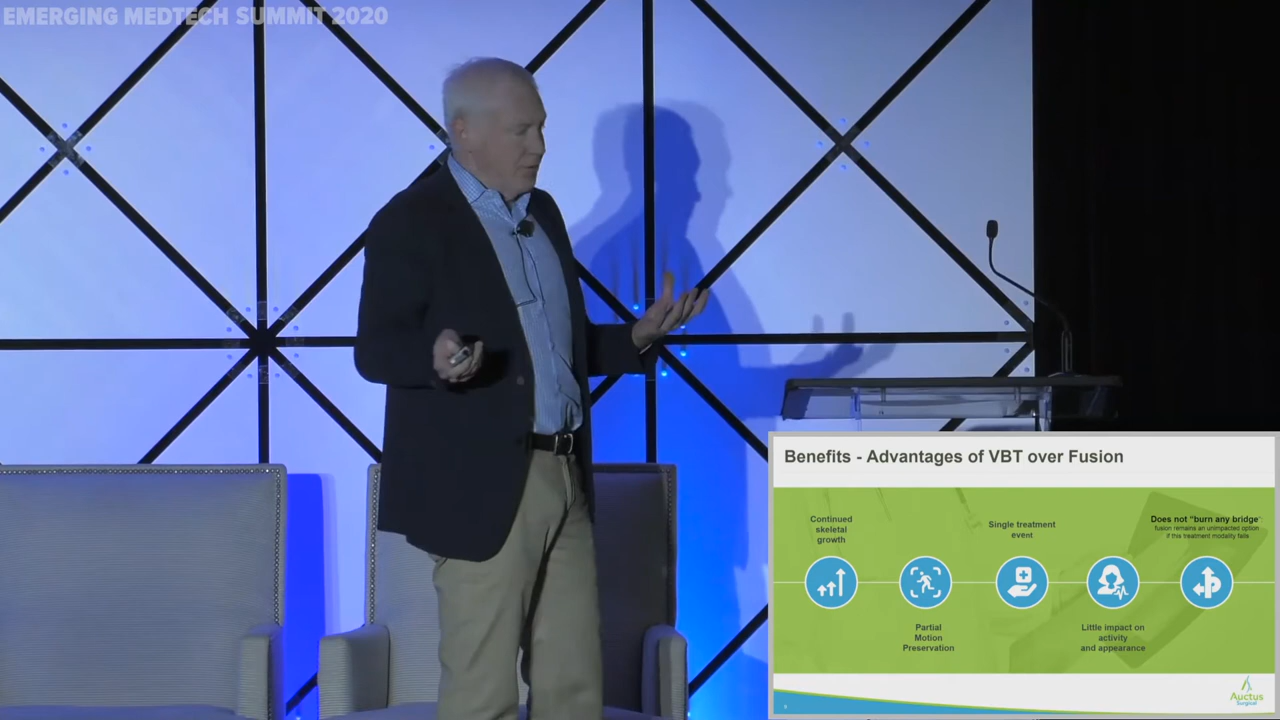 EMERGING MEDTECH SUMMIT 2020
Benefits - Advantages of VBT over Fusion
Continued
skeletal
growth
Partial
Motion
Preservation
Single treatment
event
Little impact on
activity
and appearance
Does not "burn any bridge":
fusion remains an unimpacted option
if this treatment modality fails
Auctus
Surgical